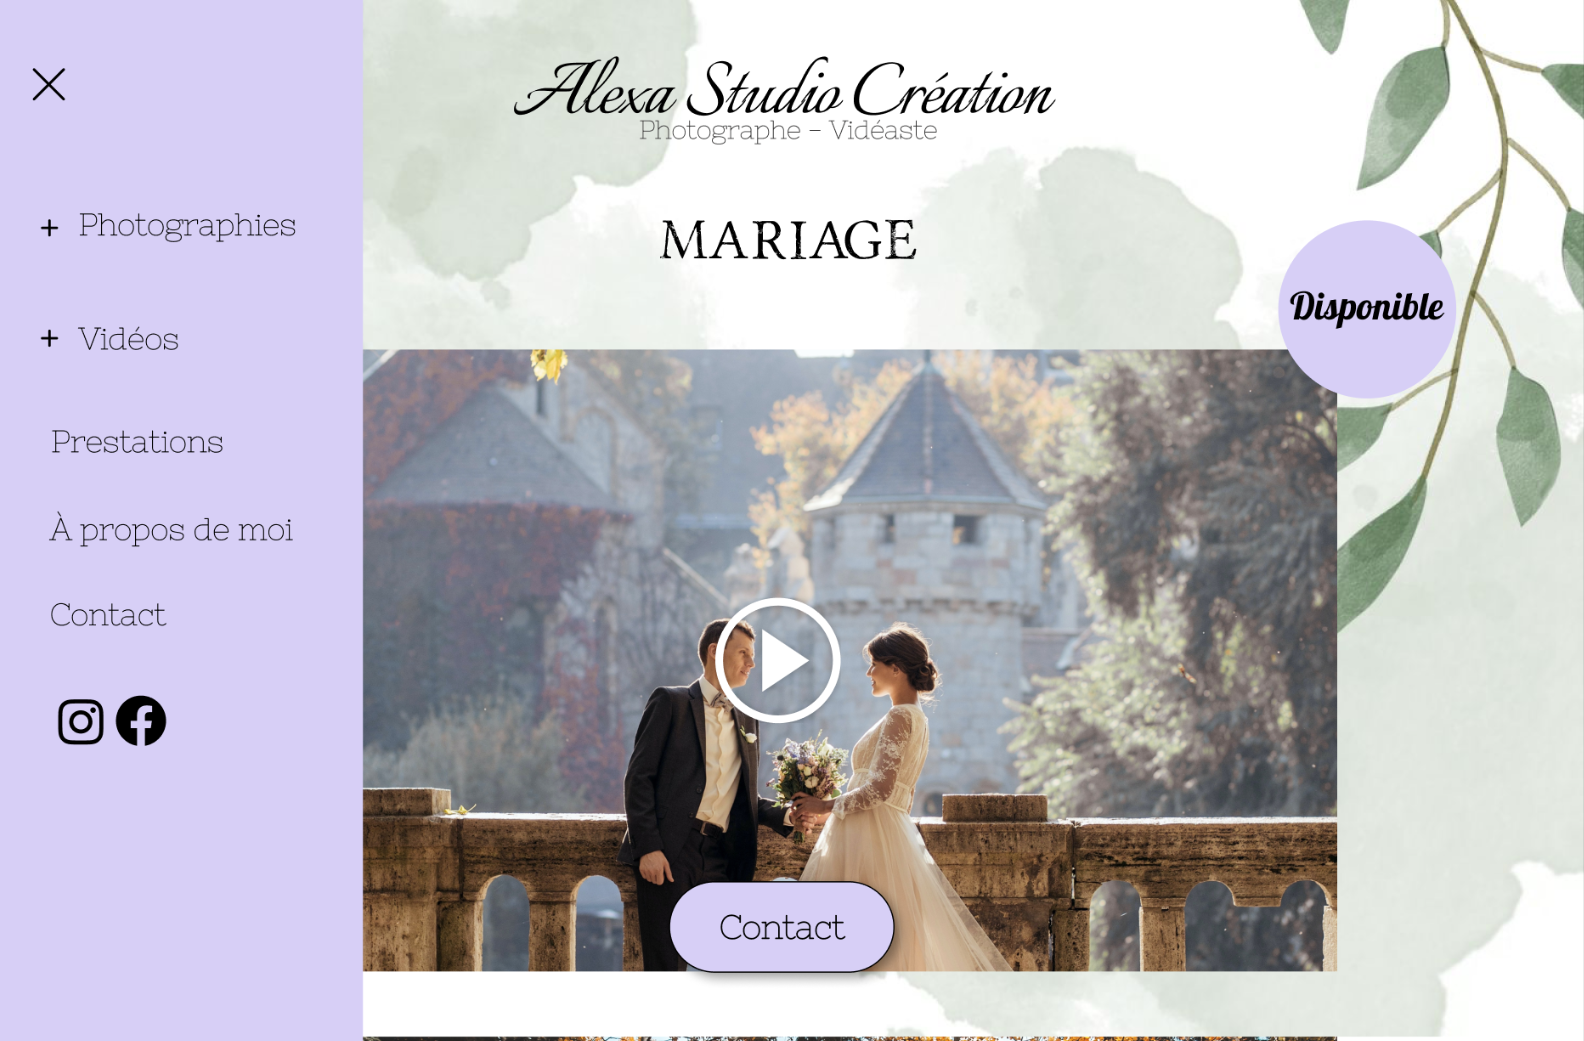 Photographies
Vidéos
Prestations
À propos de moi
Contact
Alexa Studio Création
Photographe - Vidéaste
MARIAGE
Disponible
Contact